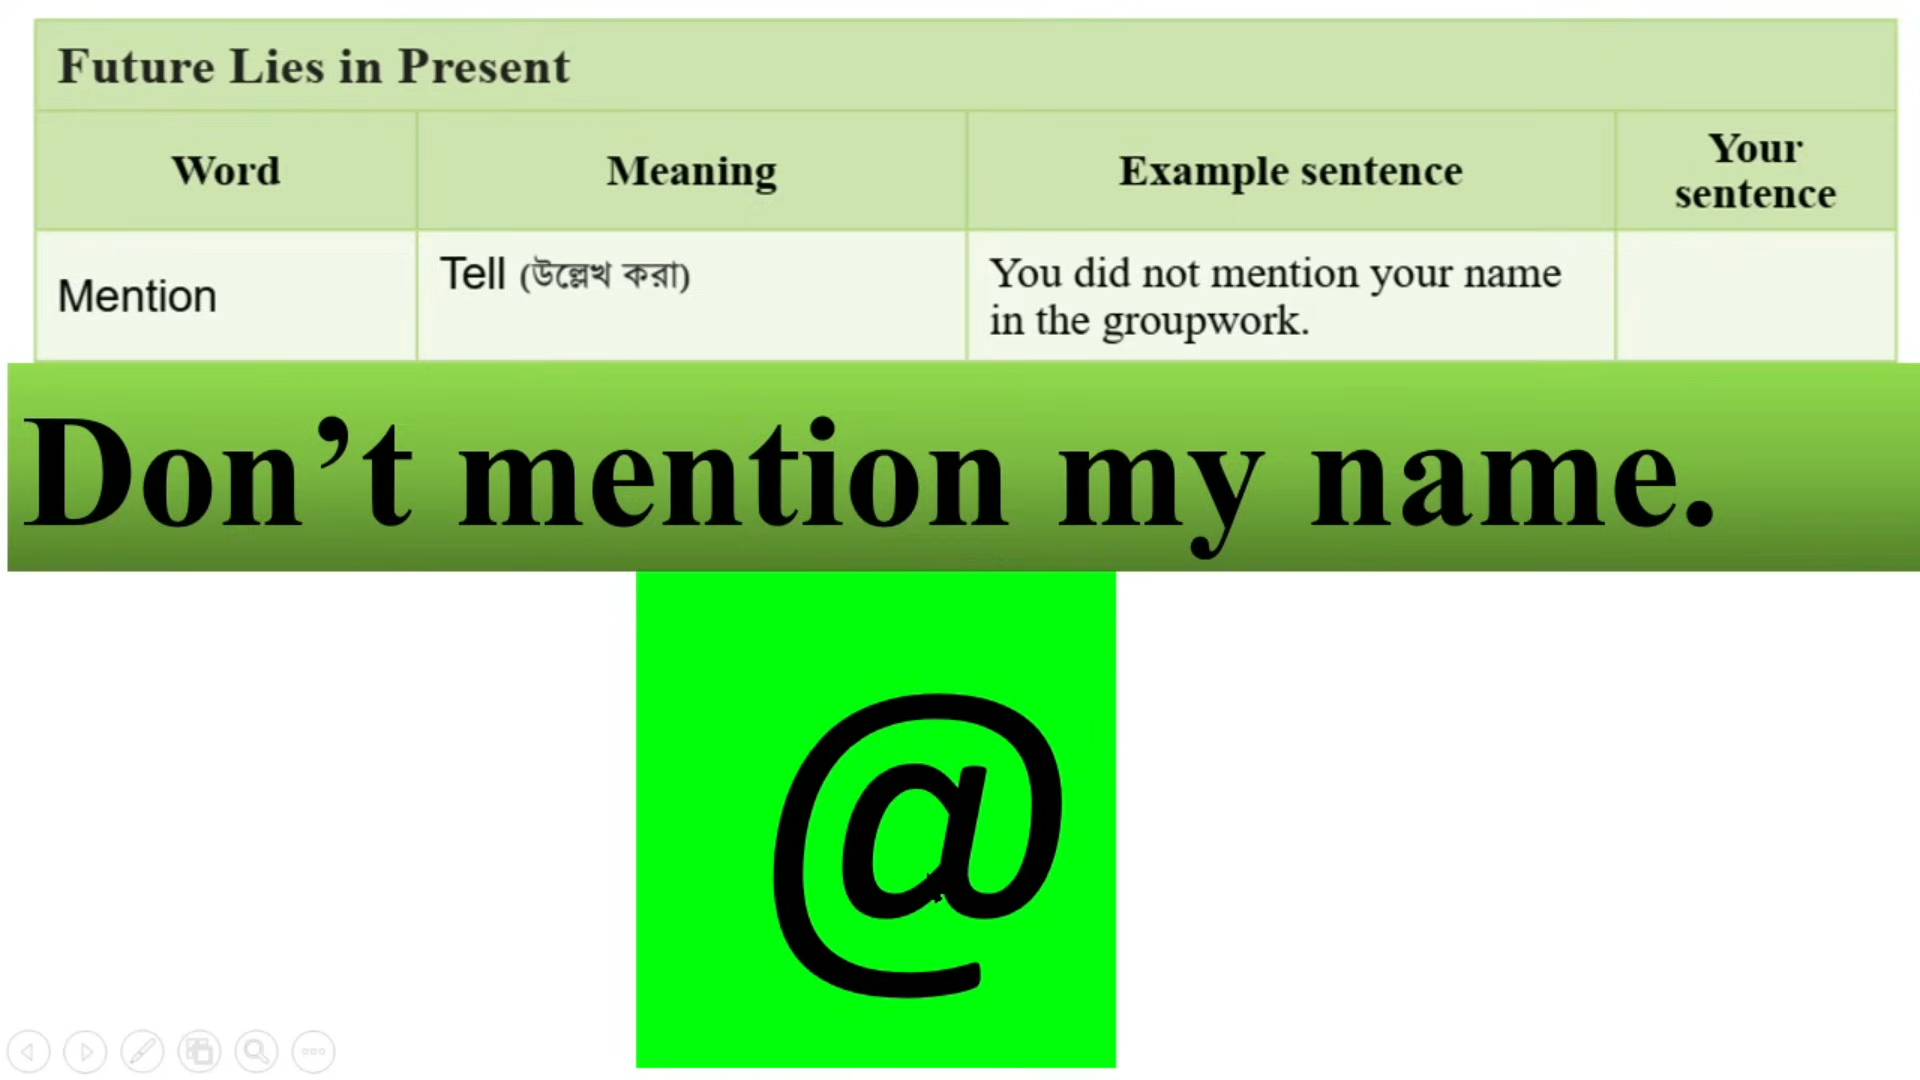 Future Lies in Present
Word
Meaning
Example sentence
Your
sentence
Mention
Tell (উল্লেখ করা)
You did not mention your name
in the groupwork.
Don’t mention my name.
@